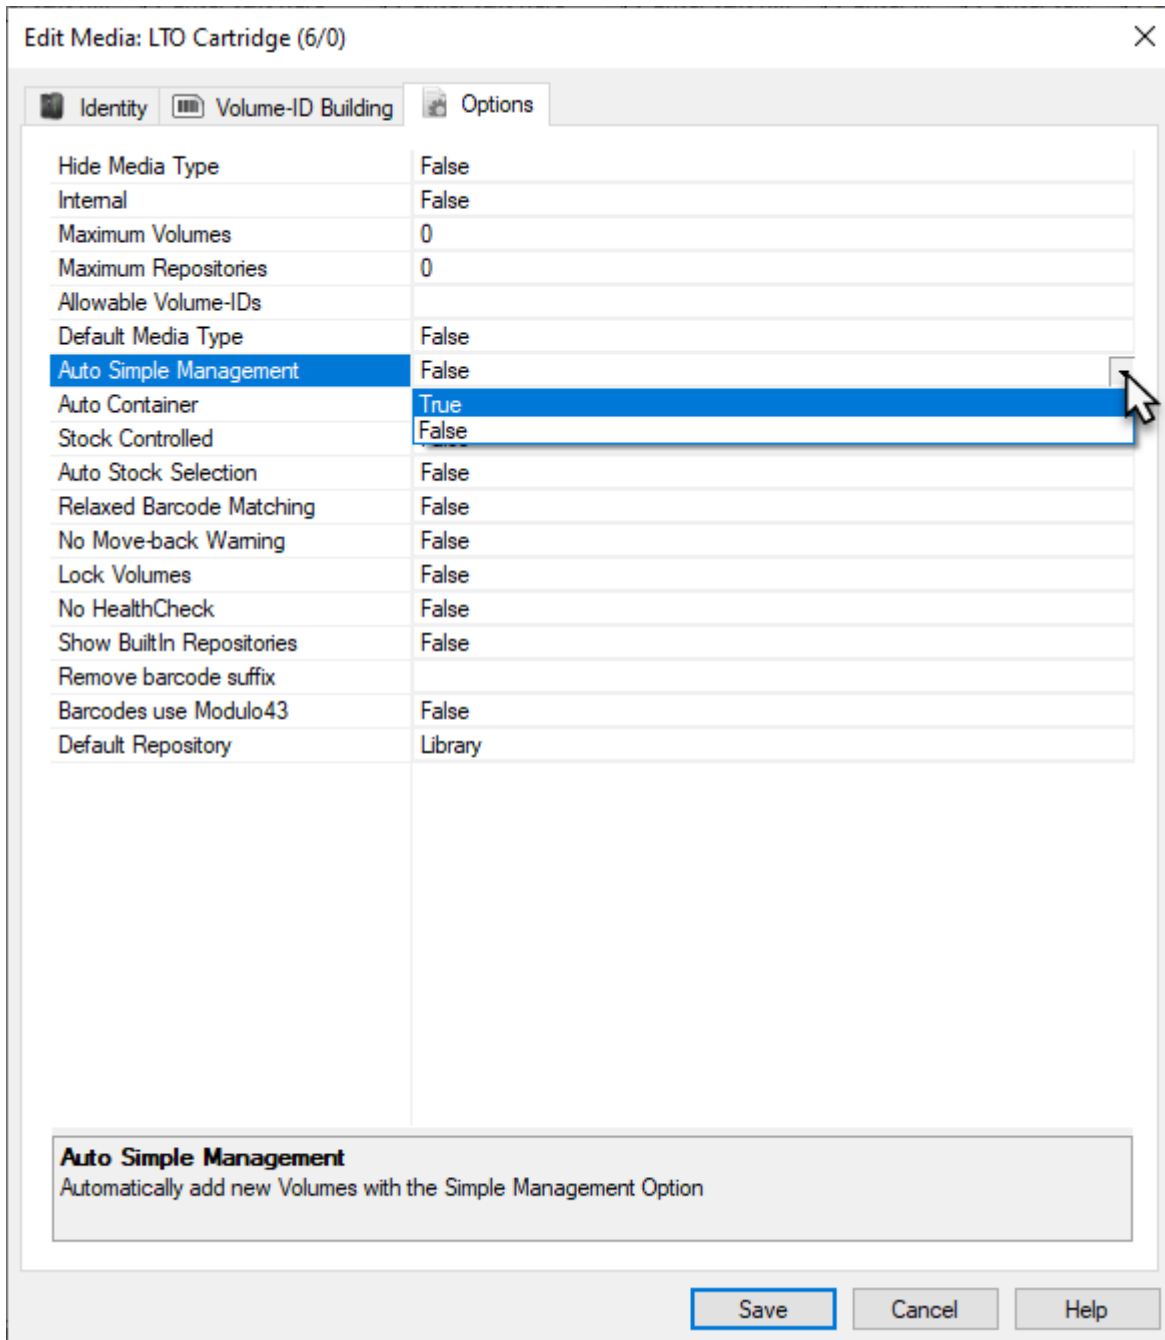 Edit Media: LTO Cartridge (6/0)
Identity Volume-ID Building Options
Hide Media Type False
Internal False
Maximum Volumes 0
Maximum Repositories 0
Allowable Volume-IDs
Default Media Type False
Auto Simple Management False
Auto Container True
Stock Controlled False
Auto Stock Selection False
Relaxed Barcode Matching False
No Move-back Warning False
Lock Volumes False
No HealthCheck False
Show BuiltIn Repositories False
Remove barcode suffix
Barcodes use Modulo43 False
Default Repository Library
Auto Simple Management
Automatically add new Volumes with the Simple Management Option
Save Cancel Help